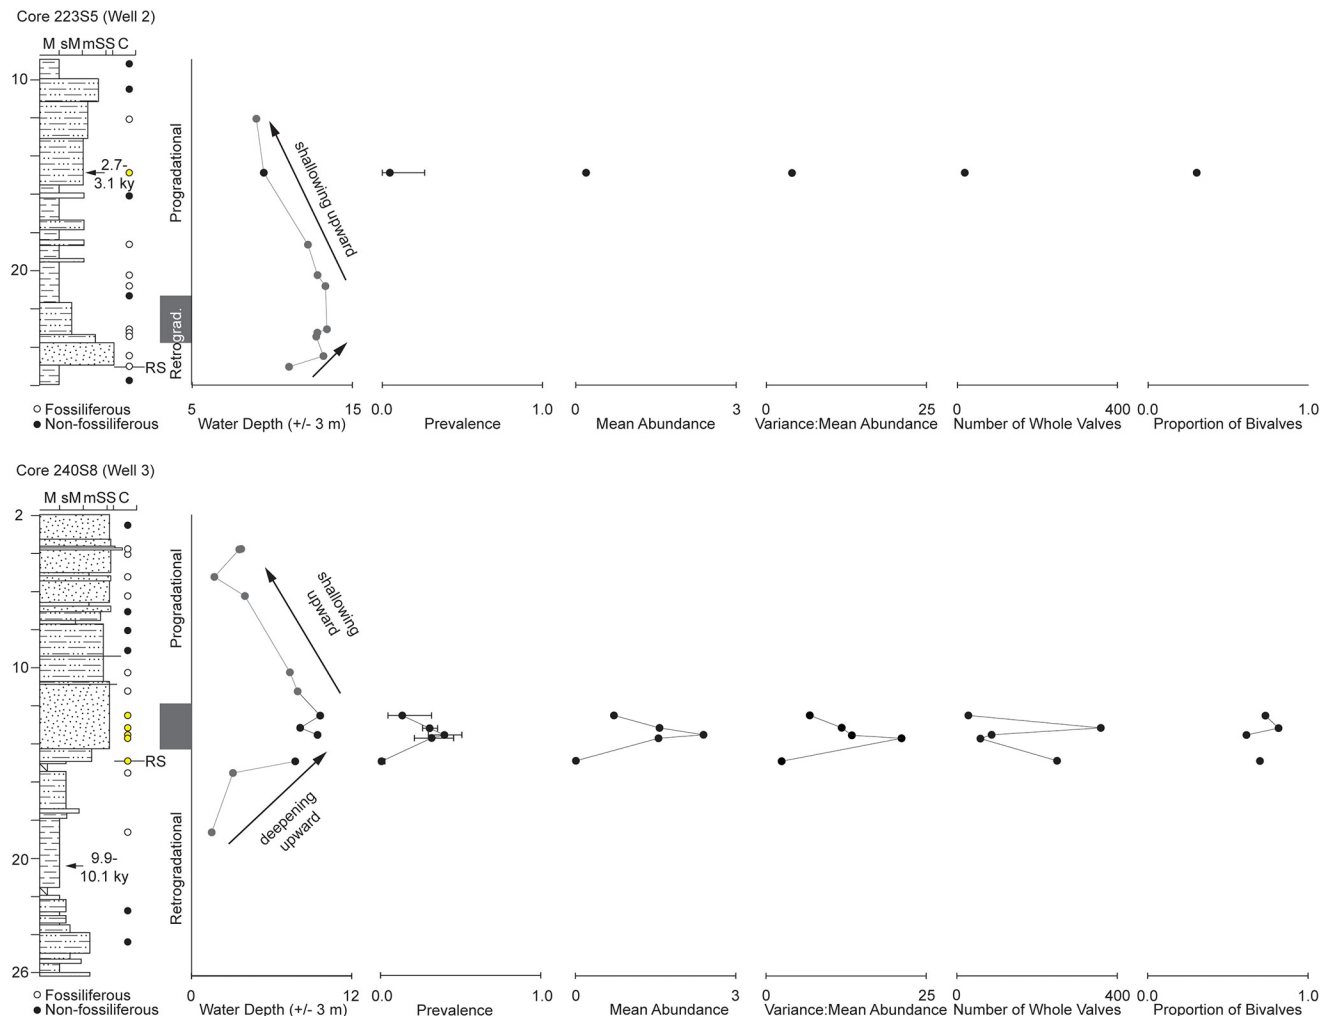 Core 223S5 (Well 2)
M sM mS S C
10
2.7-
3.1 ky
20
RS
Progradational
Retrograd.
shallowing upward
5 15 0.0 1.0 0 3 0 25 0 400 0.0 1.0
Fossiliferous
Non-fossiliferous
Water Depth (+/- 3 m) Prevalence Mean Abundance Variance:Mean Abundance Number of Whole Valves Proportion of Bivalves
Core 240S8 (Well 3)
M sM mS S C
2
10
RS
20
9.9-
10.1 ky
26
Progradational
Retrogradational
shallowing
upward
deepening
upward
0 12 0.0 1.0 0 3 0 25 0 400 0.0 1.0
Fossiliferous
Non-fossiliferous
Water Depth (+/- 3 m) Prevalence Mean Abundance Variance:Mean Abundance Number of Whole Valves Proportion of Bivalves